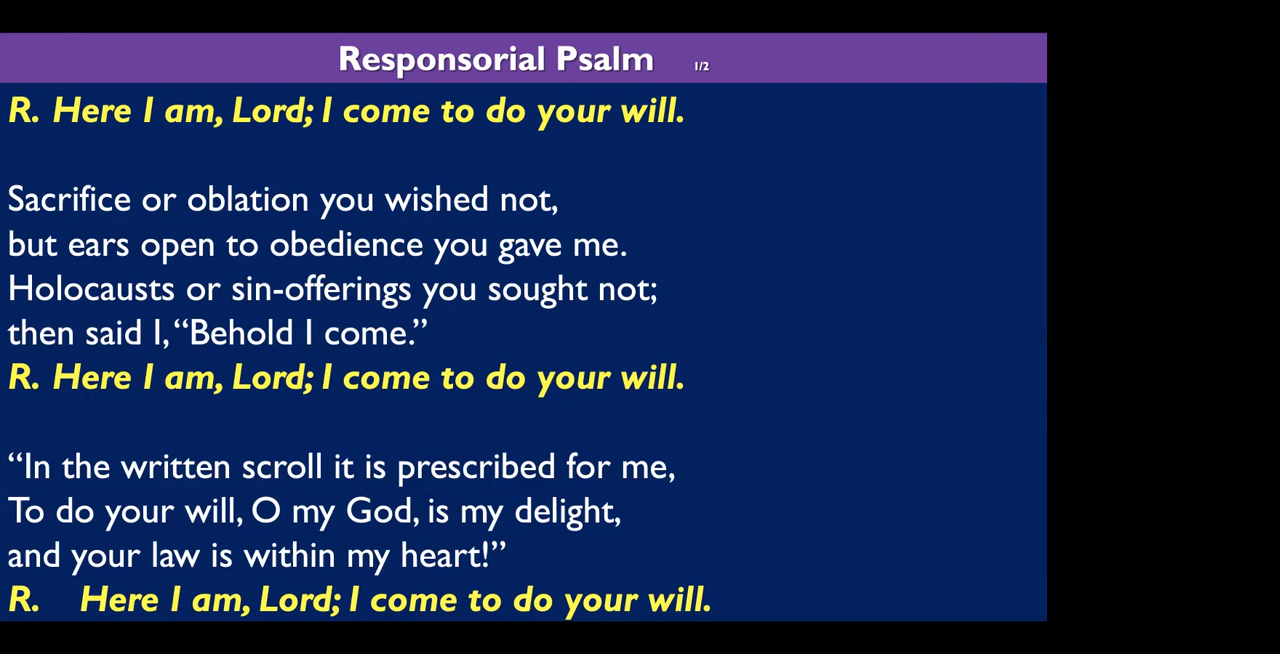 Responsorial Psalm 1/2
R. Here I am, Lord; I come to do your will.
Sacrifice or oblation you wished not,
but ears open to obedience you gave me.
Holocausts or sin-offerings you sought not;
then said I, “Behold I come.”
R. Here I am, Lord; I come to do your will.
“In the written scroll it is prescribed for me,
To do your will, O my God, is my delight,
and your law is within my heart!”
R. Here I am, Lord; I come to do your will.